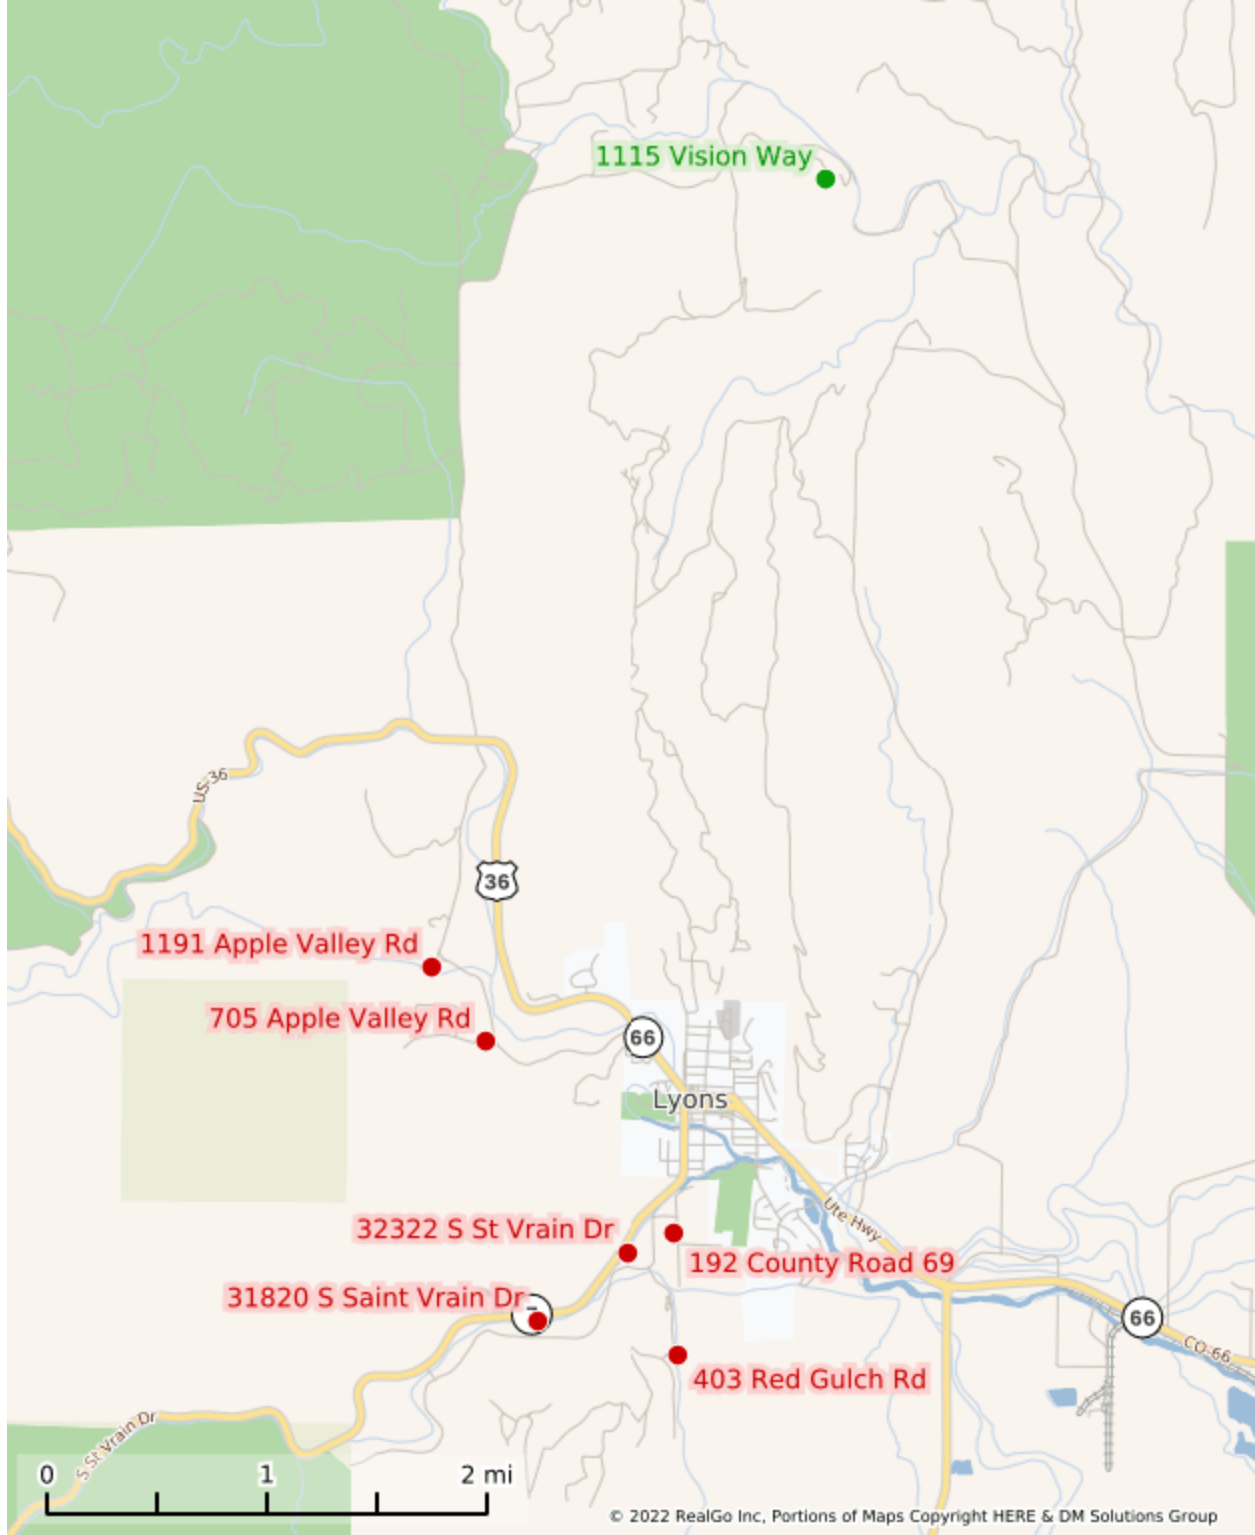 1115 Vision Way
US-36
36
1191 Apple Valley Rd
705 Apple Valley Rd
66
Lyons
Ute Hwy
32322 S St Vrain Dr
192 County Road 69
31820 S Saint Vrain Dr
66
CO-66
403 Red Gulch Rd
S St Vrain Dr
0 1 2 mi
© 2022 RealGo Inc, Portions of Maps Copyright HERE & DM Solutions Group